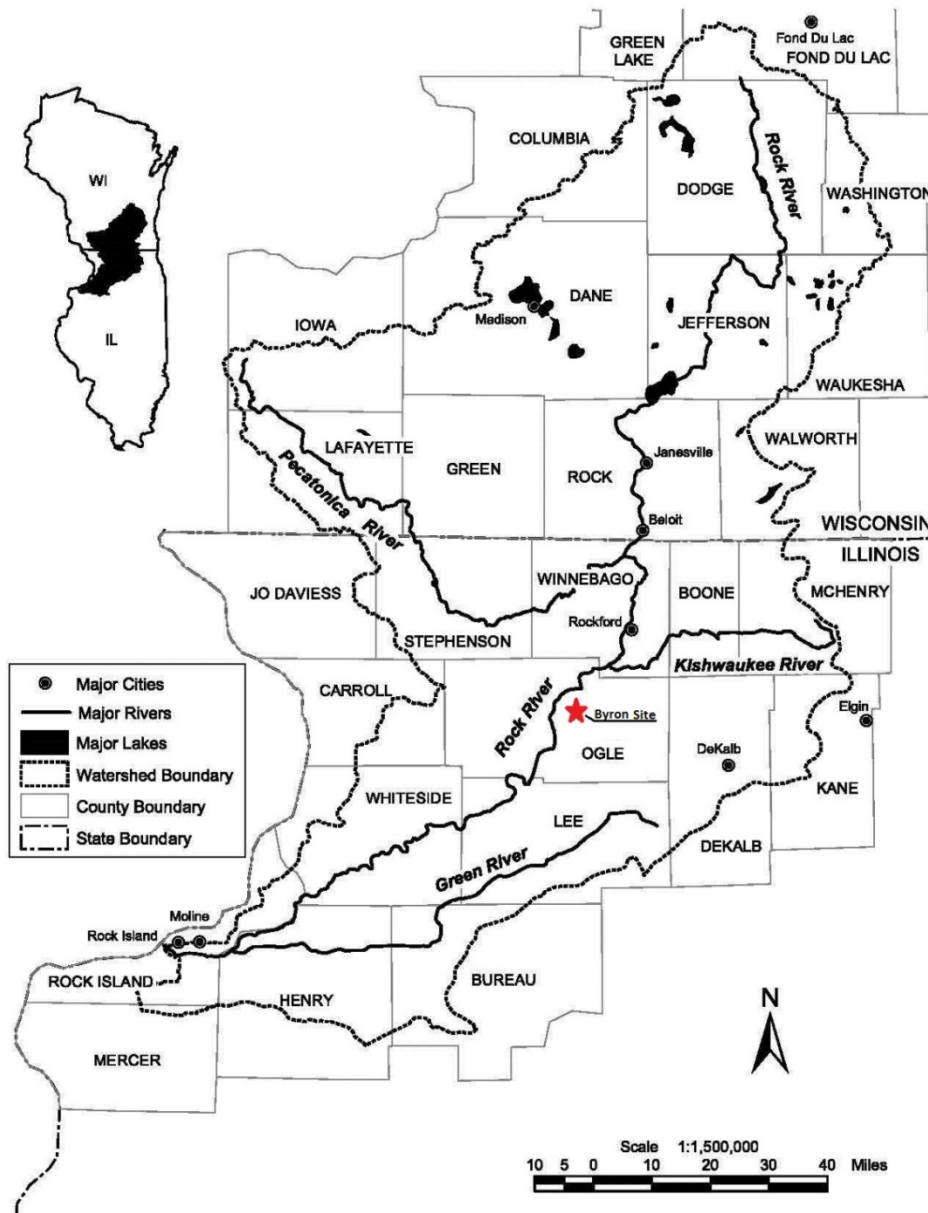 Fond Du Lac
GREEN
LAKE
FOND DU LAC
COLUMBIA
Rock River
DODGE
WASHINGTON
WI
IL
DANE
Madison
IOWA
JEFFERSON
WAUKESHA
LAFAYETTE
GREEN
ROCK
Janesville
WALWORTH
Pecatonica River
Beloit
WISCONSIN
ILLINOIS
JO DAVIESS
WINNEBAGO
BOONE
MCHENRY
STEPHENSON
Rockford
Kishwaukee River
CARROLL
Rock River
Byron Site
Elgin
OGLE
DeKalb
KANE
Major Cities
Major Rivers
Major Lakes
Watershed Boundary
County Boundary
State Boundary
WHITESIDE
LEE
DEKALB
Green River
Moline
Rock Island
ROCK ISLAND
HENRY
BUREAU
MERCER
N
Scale 1:1,500,000
10 5 0 10 20 30 40 Miles